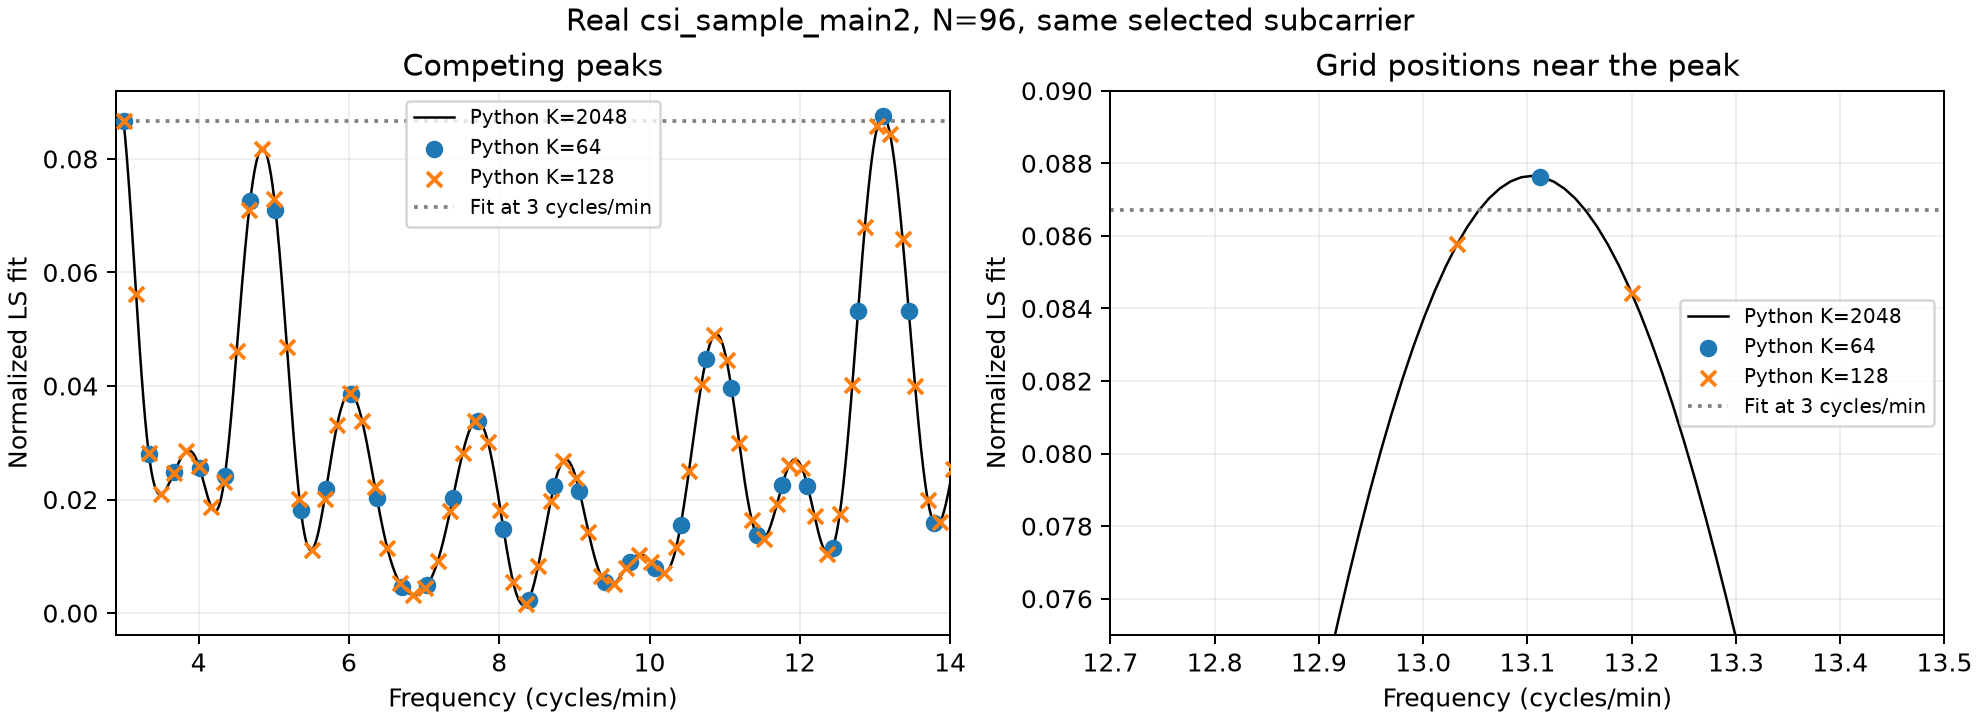 Real csi_sample_main2, N=96, same selected subcarrier
Competing peaks
Normalized LS fit
0.08
0.06
0.04
0.02
0.00
Python K=2048
Python K=64
Python K=128
Fit at 3 cycles/min
4 6 8 10 12 14
Frequency (cycles/min)
Grid positions near the peak
Normalized LS fit
0.090
0.088
0.086
0.084
0.082
0.080
0.078
0.076
Python K=2048
Python K=64
Python K=128
Fit at 3 cycles/min
12.7 12.8 12.9 13.0 13.1 13.2 13.3 13.4 13.5
Frequency (cycles/min)